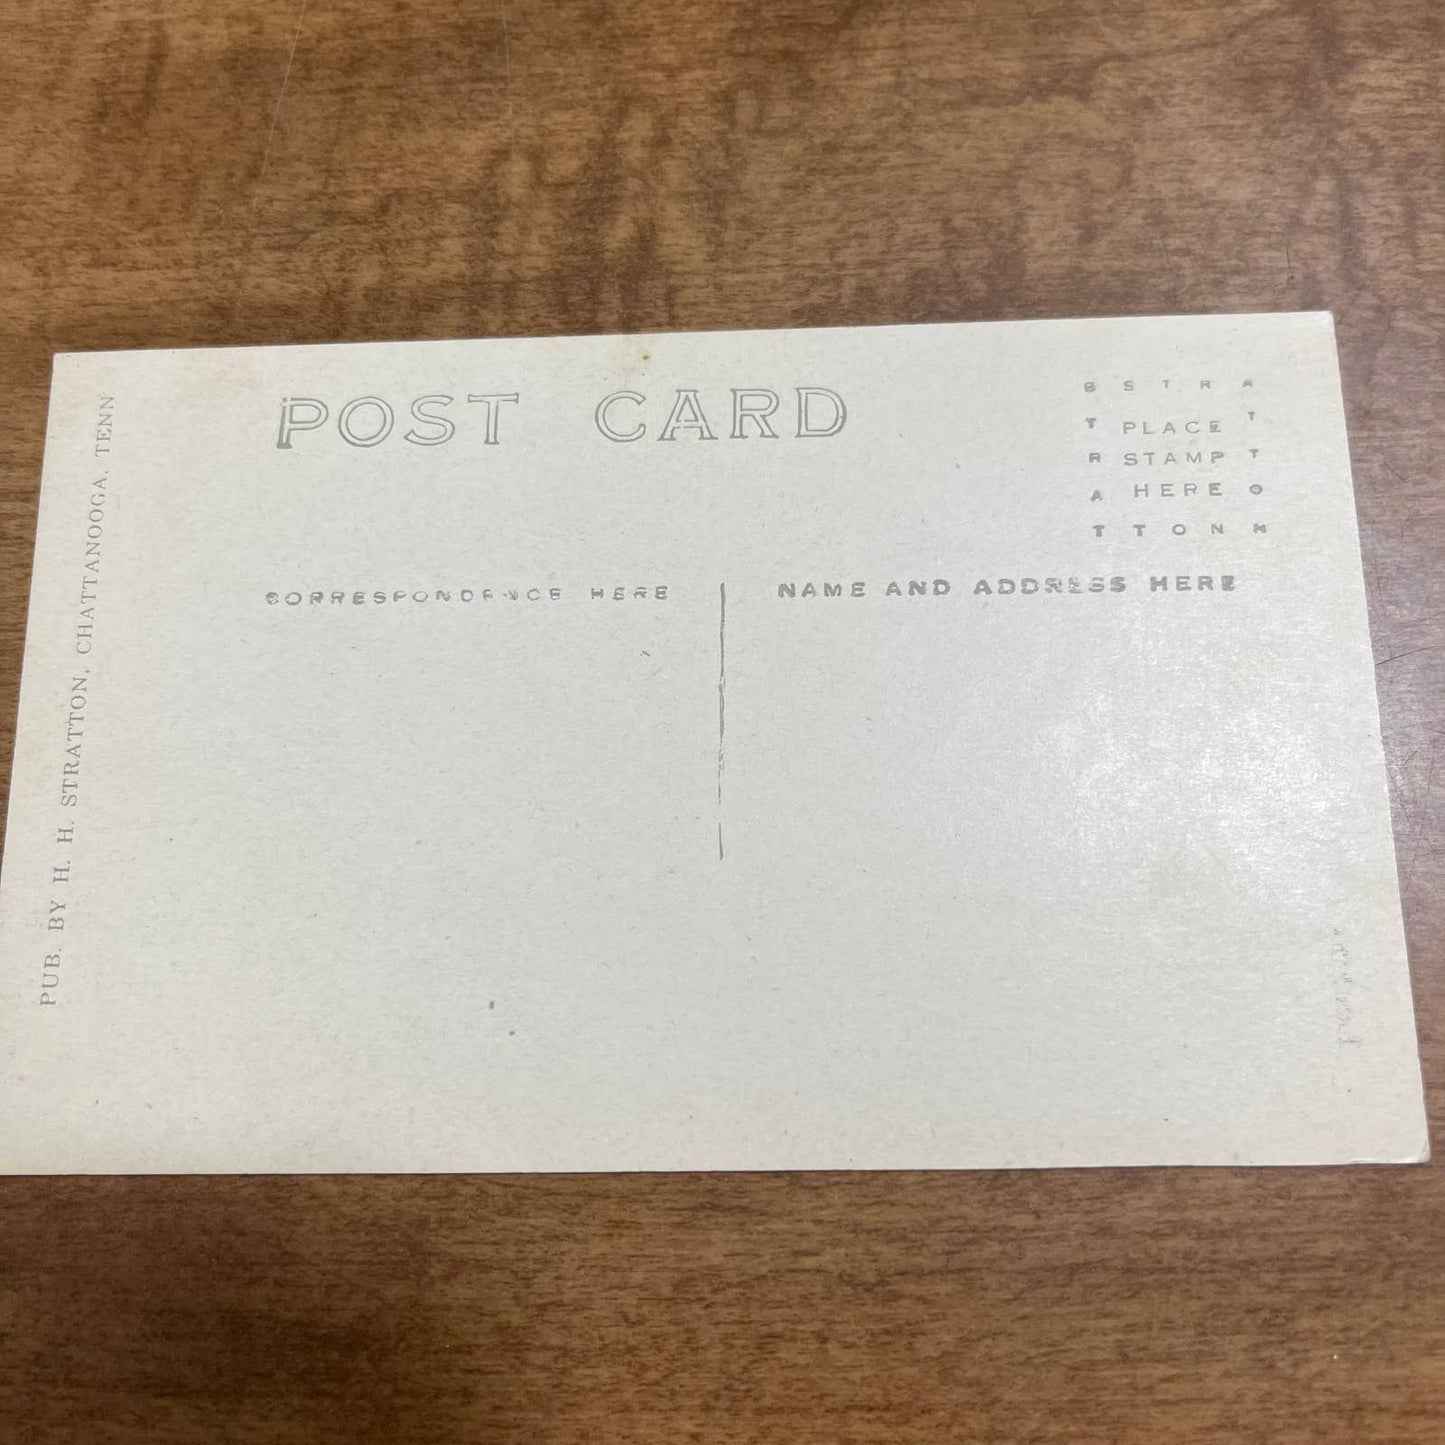 POST CARD
S T R A T T O N
S T R A T T O N
PLACE
STAMP
HERE
CORRESPONDENCE HERE
NAME AND ADDRESS HERE
PUB. BY H. H. STRATTON, CHATTANOOGA, TENN